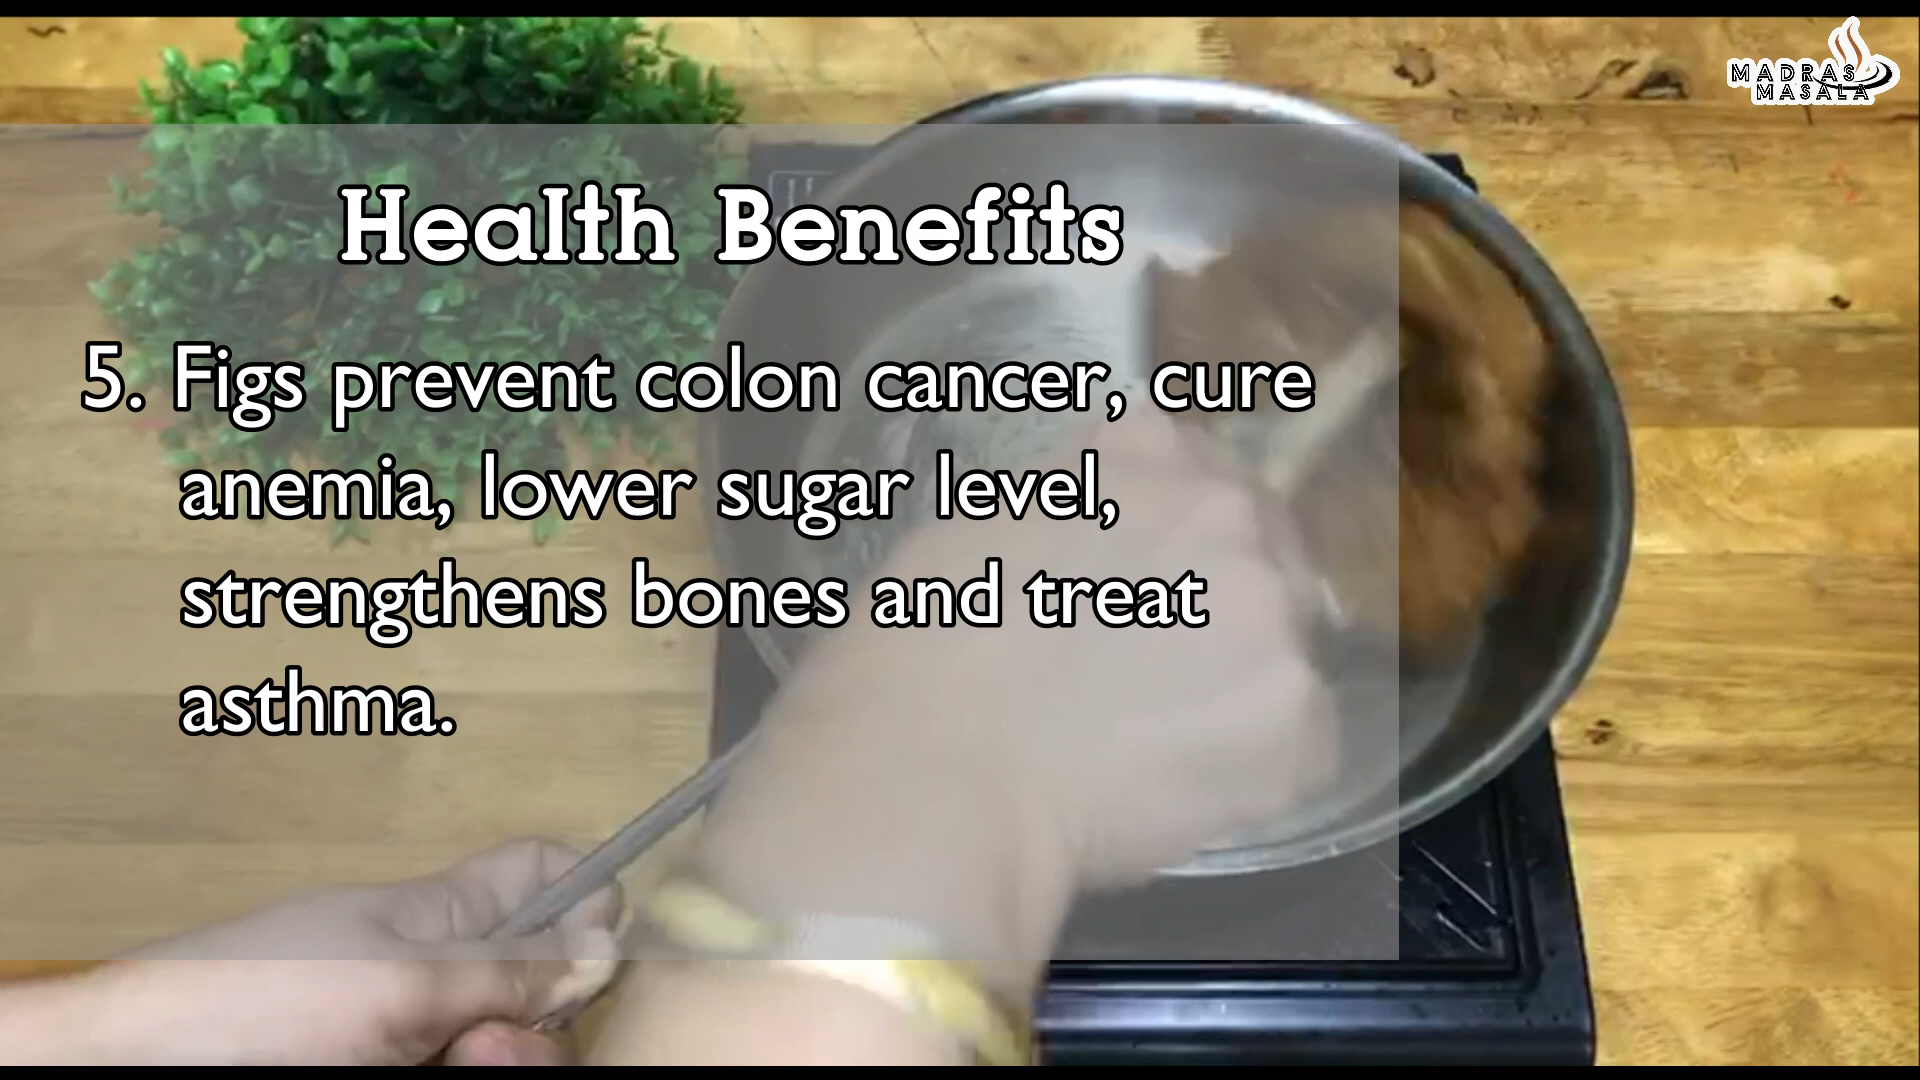 MADRAS
MASALA
Health Benefits
5. Figs prevent colon cancer, cure
anemia, lower sugar level,
strengthens bones and treat
asthma.